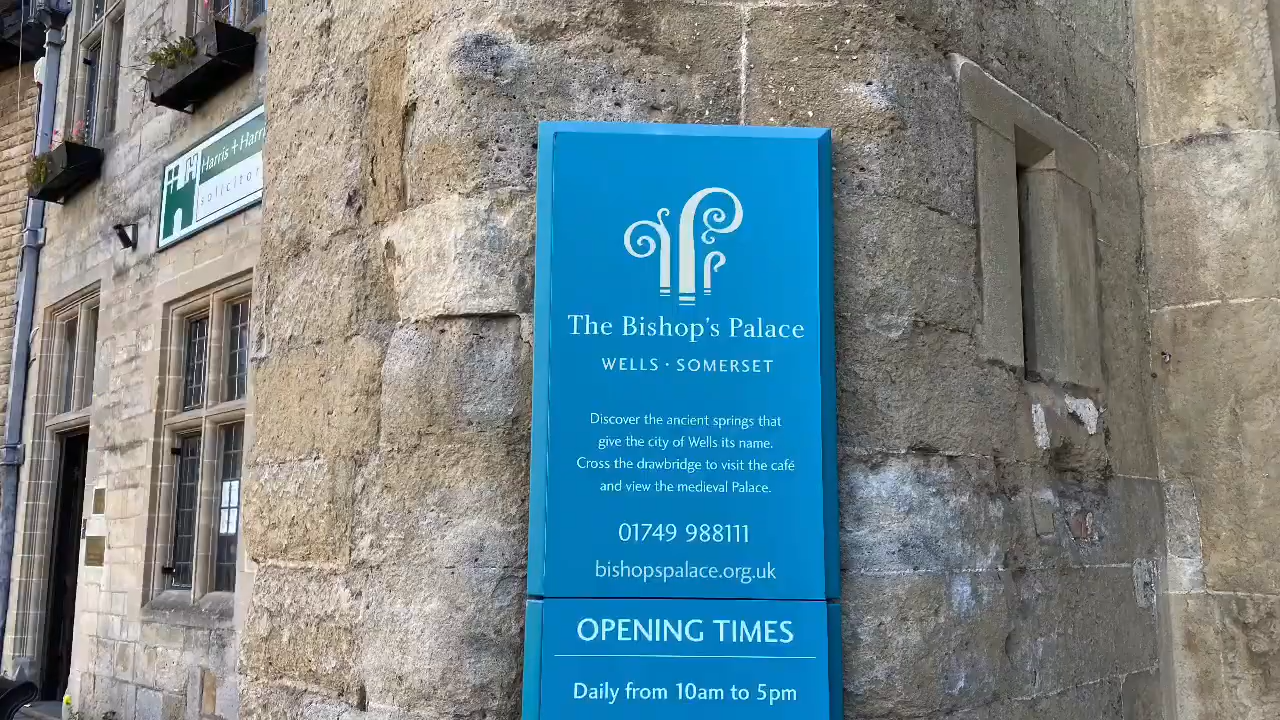 Harris + Harr
solicitor
The Bishop's Palace
WELLS · SOMERSET
Discover the ancient springs that
give the city of Wells its name.
Cross the drawbridge to visit the café
and view the medieval Palace.
01749 988111
bishopspalace.org.uk
OPENING TIMES
Daily from 10am to 5pm